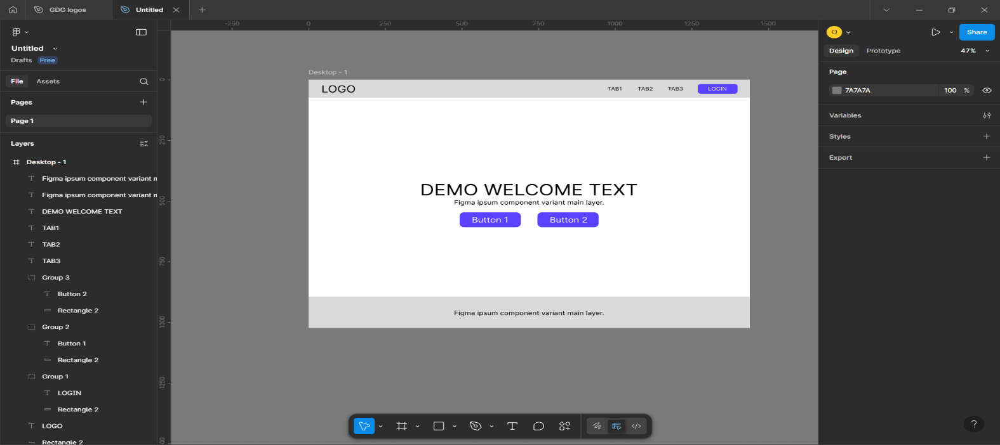 GDG logos
Untitled
Untitled
Drafts Free
File Assets
Pages
Page 1
Layers
Desktop - 1
Figma ipsum component variant
Figma ipsum component variant
DEMO WELCOME TEXT
TAB1
TAB2
TAB3
Group 3
Button 2
Rectangle 2
Group 2
Button 1
Rectangle 2
Group 1
LOGIN
Rectangle 2
LOGO
Rectangle 2
-250 0 250 500 750 1000 1250 1500
0
250
500
750
1000
1250
Desktop - 1
LOGO TAB1 TAB2 TAB3 LOGIN
DEMO WELCOME TEXT
Figma ipsum component variant main layer.
Button 1 Button 2
Figma ipsum component variant main layer.
O
Share
Design Prototype 47%
Page
7A7A7A 100 %
Variables
Styles
Export
?